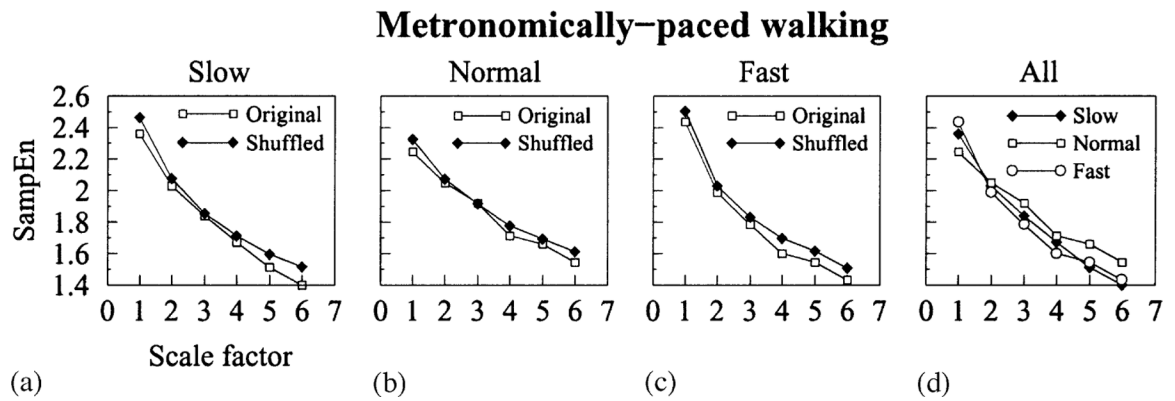 Metronomically−paced walking
Slow Normal Fast All
2.6
2.4
2.2
2
1.8
1.6
1.4
SampEn
Original
Shuffled
Original
Shuffled
Original
Shuffled
Slow
Normal
Fast
0 1 2 3 4 5 6 7 0 1 2 3 4 5 6 7 0 1 2 3 4 5 6 7 0 1 2 3 4 5 6 7
Scale factor
(a) (b) (c) (d)